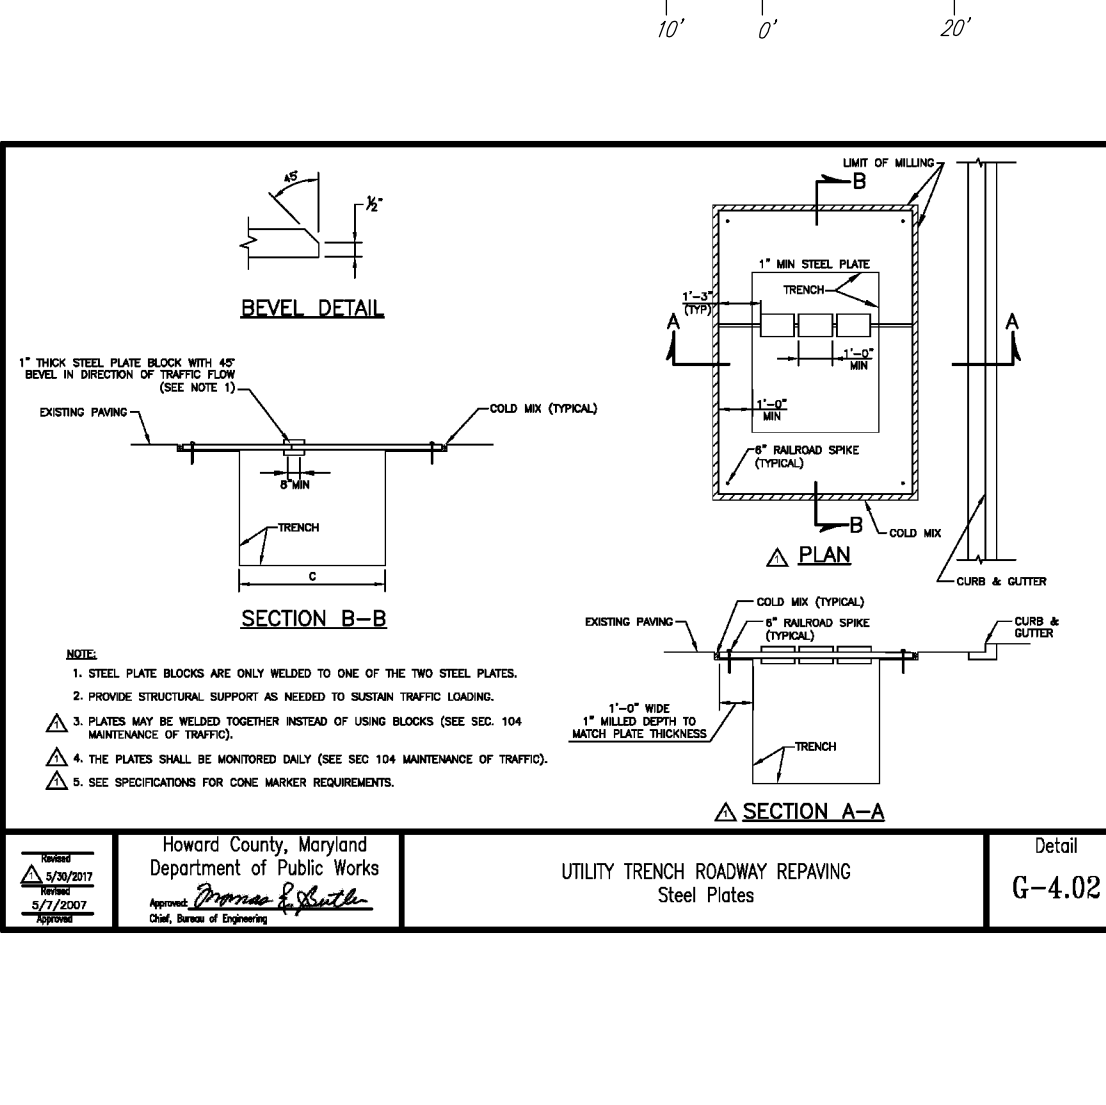 10' 0' 20'
45°
½"
BEVEL DETAIL
1" THICK STEEL PLATE BLOCK WITH 45°
BEVEL IN DIRECTION OF TRAFFIC FLOW
(SEE NOTE 1)
EXISTING PAVING
COLD MIX (TYPICAL)
8" MIN
TRENCH
C
SECTION B-B
LIMIT OF MILLING
B
1" MIN STEEL PLATE
TRENCH
1'-3"
(TYP)
A
A
1'-0"
MIN
1'-0"
MIN
6" RAILROAD SPIKE
(TYPICAL)
B
COLD MIX
1 PLAN
CURB & GUTTER
COLD MIX (TYPICAL)
EXISTING PAVING
6" RAILROAD SPIKE
(TYPICAL)
CURB &
GUTTER
1'-0" WIDE
1" MILLED DEPTH TO
MATCH PLATE THICKNESS
TRENCH
1 SECTION A-A
NOTE:
1. STEEL PLATE BLOCKS ARE ONLY WELDED TO ONE OF THE TWO STEEL PLATES.
2. PROVIDE STRUCTURAL SUPPORT AS NEEDED TO SUSTAIN TRAFFIC LOADING.
1 3. PLATES MAY BE WELDED TOGETHER INSTEAD OF USING BLOCKS (SEE SEC. 104
MAINTENANCE OF TRAFFIC).
1 4. THE PLATES SHALL BE MONITORED DAILY (SEE SEC 104 MAINTENANCE OF TRAFFIC).
1 5. SEE SPECIFICATIONS FOR CONE MARKER REQUIREMENTS.
Revised
1 5/30/2017
Revised
5/7/2007
Approved
Howard County, Maryland
Department of Public Works
Approved: Thomas E. Butler
Chief, Bureau of Engineering
UTILITY TRENCH ROADWAY REPAVING
Steel Plates
Detail
G-4.02